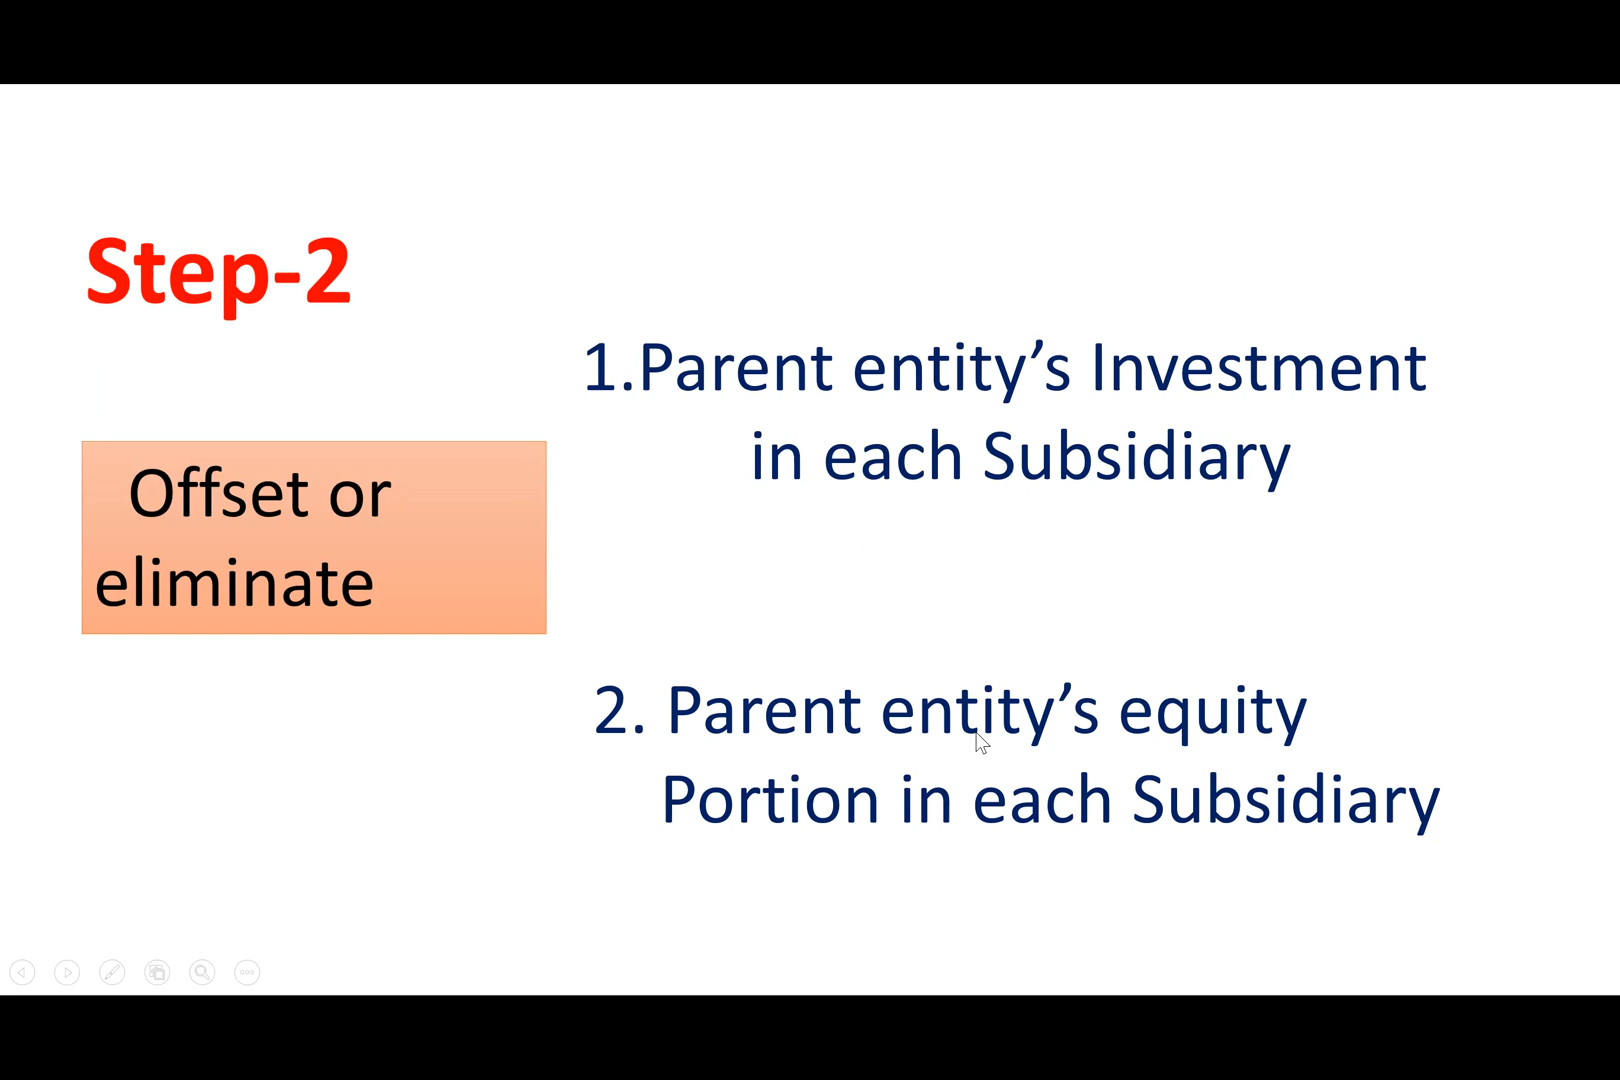 Step-2
Offset or
eliminate
1.Parent entity’s Investment
in each Subsidiary
2. Parent entity’s equity
Portion in each Subsidiary